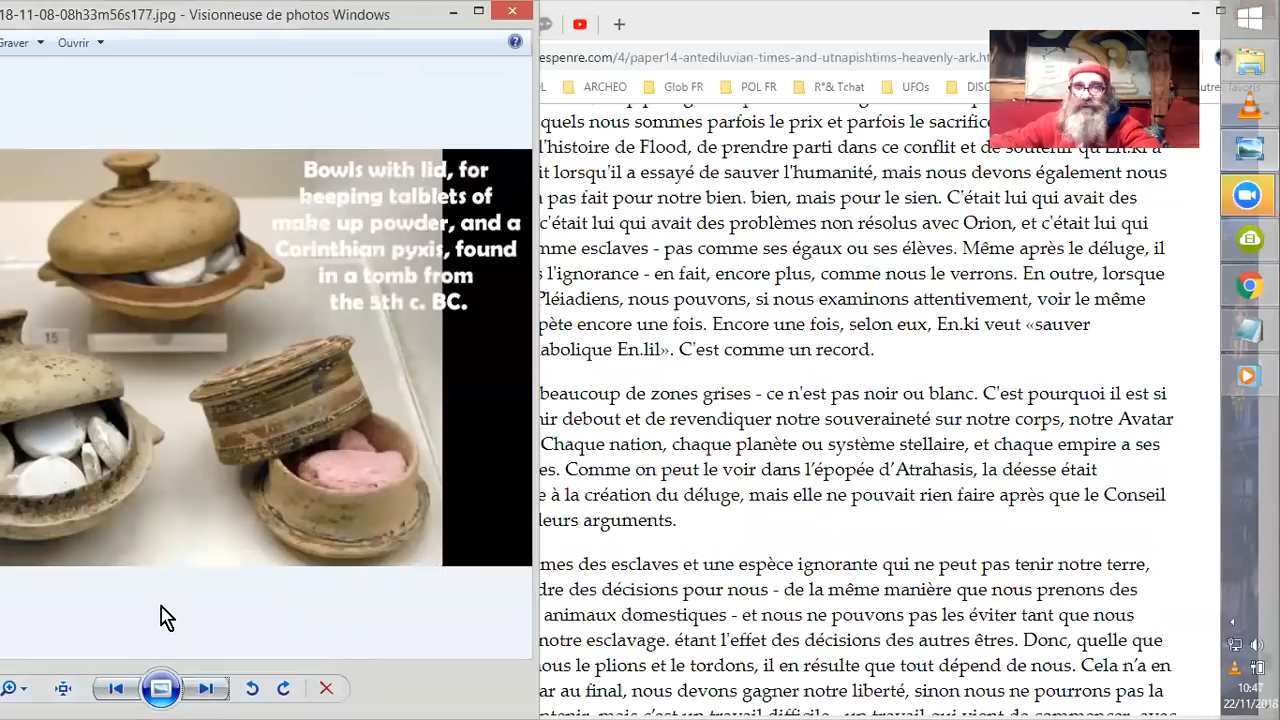 18-11-08-08h33m56s177.jpg - Visionneuse de photos Windows
Graver
Ouvrir
Bowls with lid, for
keeping talblets of
make up powder, and a
Corinthian pyxis, found
in a tomb from
the 5th c. BC.
15
espenre.com/4/paper14-antediluvian-times-and-utnapishtims-heavenly-ark.ht
ARCHEO
Glob FR
POL FR
R*& Tchat
UFOs
DISC
utres favoris
quels nous sommes parfois le prix et parfois le sacrifice
l'histoire de Flood, de prendre parti dans ce conflit et de soutenir qu'En.ki a
it lorsqu'il a essayé de sauver l'humanité, mais nous devons également nous
pas fait pour notre bien. bien, mais pour le sien. C'était lui qui avait des
c'était lui qui avait des problèmes non resolus avec Orion, et c'était lui qui
mme esclaves - pas comme ses égaux ou ses élèves. Même après le déluge, il
s l'ignorance - en fait, encore plus, comme nous le verrons. En outre, lorsque
Pléiadiens, nous pouvons, si nous examinons attentivement, voir le même
pète encore une fois. Encore une fois, selon eux, En.ki veut «sauver
abolique En.lil». C'est comme un record.
beaucoup de zones grises - ce n'est pas noir ou blanc. C'est pourquoi il est si
nir debout et de revendiquer notre souveraineté sur notre corps, notre Avatar
Chaque nation, chaque planète ou système stellaire, et chaque empire a ses
es. Comme on peut le voir dans l'épopée d'Atrahasis, la déesse était
e à la création du déluge, mais elle ne pouvait rien faire après que le Conseil
leurs arguments.
mes des esclaves et une espèce ignorante qui ne peut pas tenir notre terre,
dre des décisions pour nous - de la même manière que nous prenons des
animaux domestiques - et nous ne pouvons pas les éviter tant que nous
notre esclavage. étant l'effet des décisions des autres êtres. Donc, quelle que
nous le plions et le tordons, il en résulte que tout dépend de nous. Cela n'a en
ar au final, nous devons gagner notre liberté, sinon nous ne pourrons pas la
10:47
22/11/2018